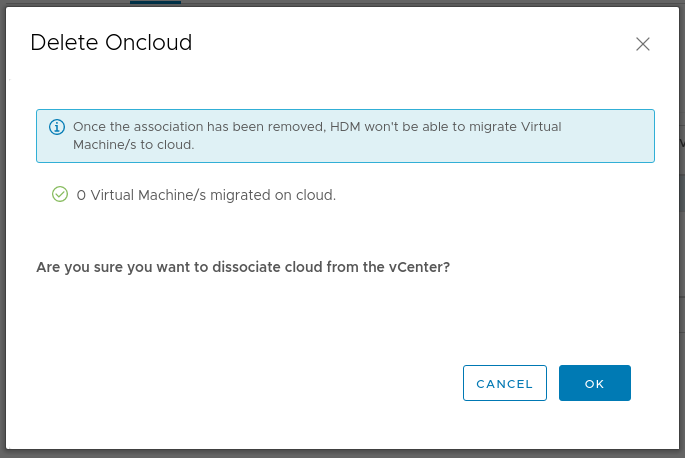 Delete Oncloud
Once the association has been removed, HDM won't be able to migrate Virtual
Machine/s to cloud.
0 Virtual Machine/s migrated on cloud.
Are you sure you want to dissociate cloud from the vCenter?
CANCEL
OK